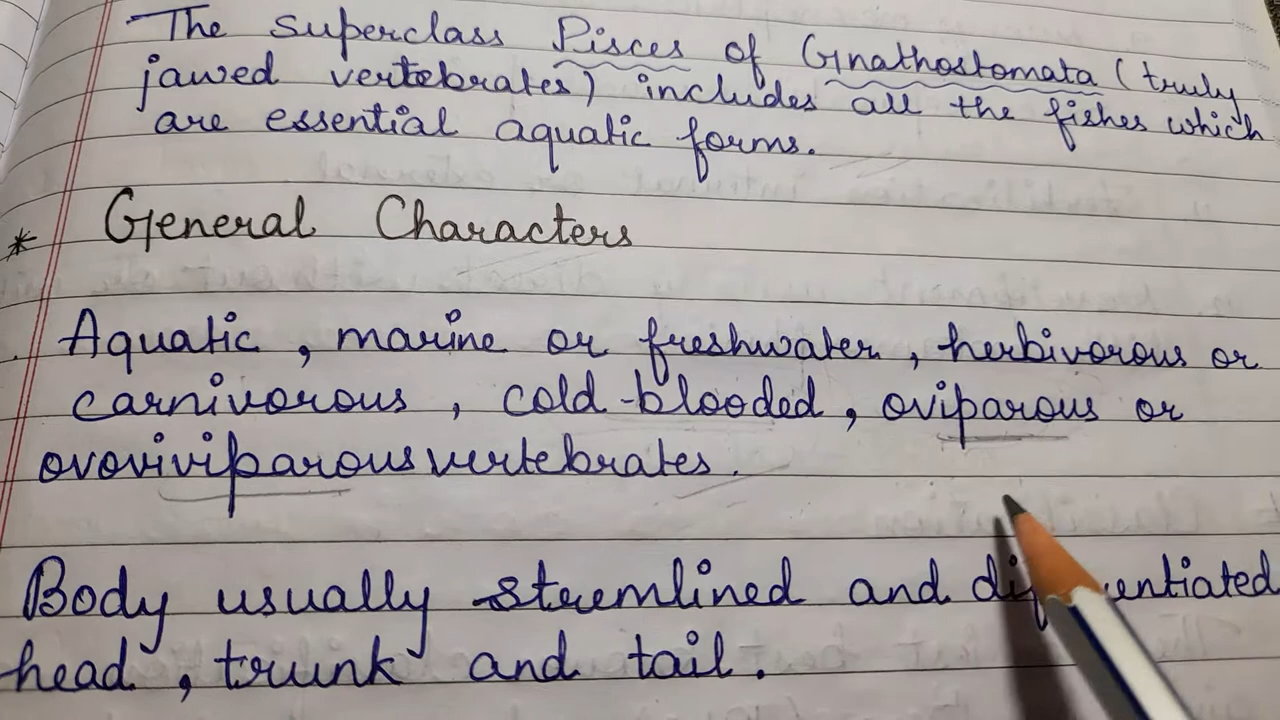 The superclass Pisces of Gnathostomata (truly
jawed vertebrates) includes all the fishes which
are essential aquatic forms.
* General Characters
Aquatic, marine or freshwater, herbivorous or
carnivorous, cold-blooded, oviparous or
ovoviviparous vertebrates.
Body usually stremlined and
head, trunk and tail.